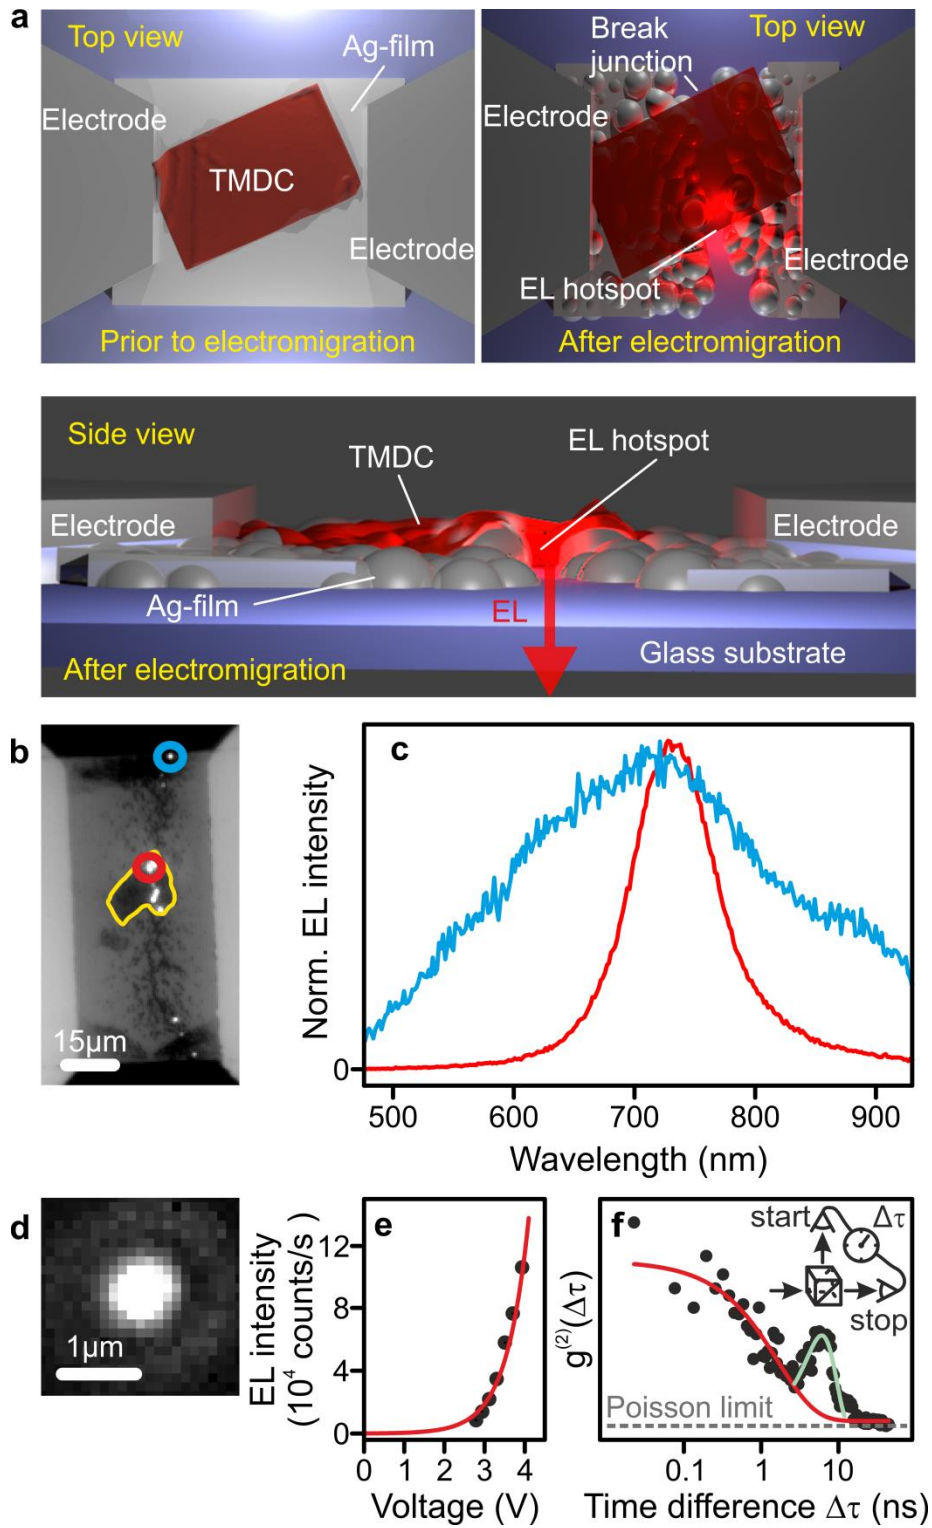 a
Top view
Ag-film
Electrode
TMDC
Electrode
Prior to electromigration
Break
junction
Top view
Electrode
Electrode
EL hotspot
After electromigration
Side view
TMDC
EL hotspot
Electrode
Electrode
Ag-film
EL
Glass substrate
After electromigration
b
15µm
c
Norm. EL intensity
0
500 600 700 800 900
Wavelength (nm)
d
1µm
e
EL intensity
(10⁴ counts/s)
12
8
4
0
0 1 2 3 4
Voltage (V)
f
g⁽²⁾(Δτ)
start
Δτ
stop
Poisson limit
0.1 1 10
Time difference Δτ (ns)